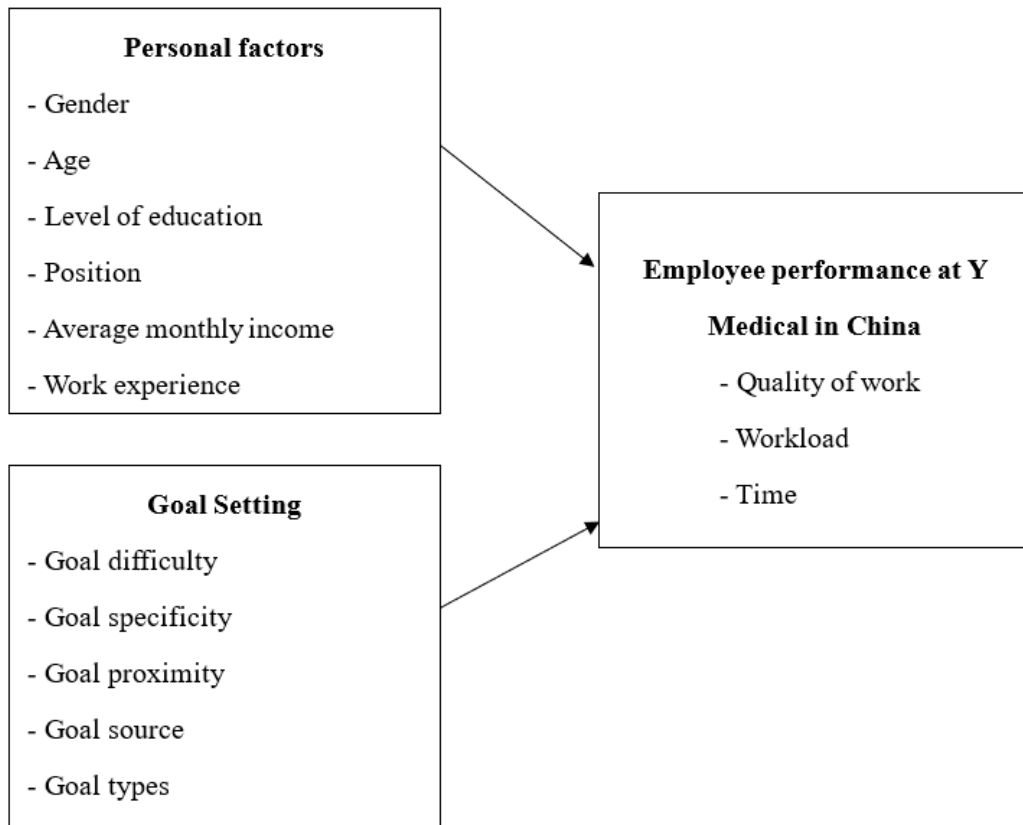 Personal factors
- Gender
- Age
- Level of education
- Position
- Average monthly income
- Work experience
Goal Setting
- Goal difficulty
- Goal specificity
- Goal proximity
- Goal source
- Goal types
Employee performance at Y
Medical in China
- Quality of work
- Workload
- Time